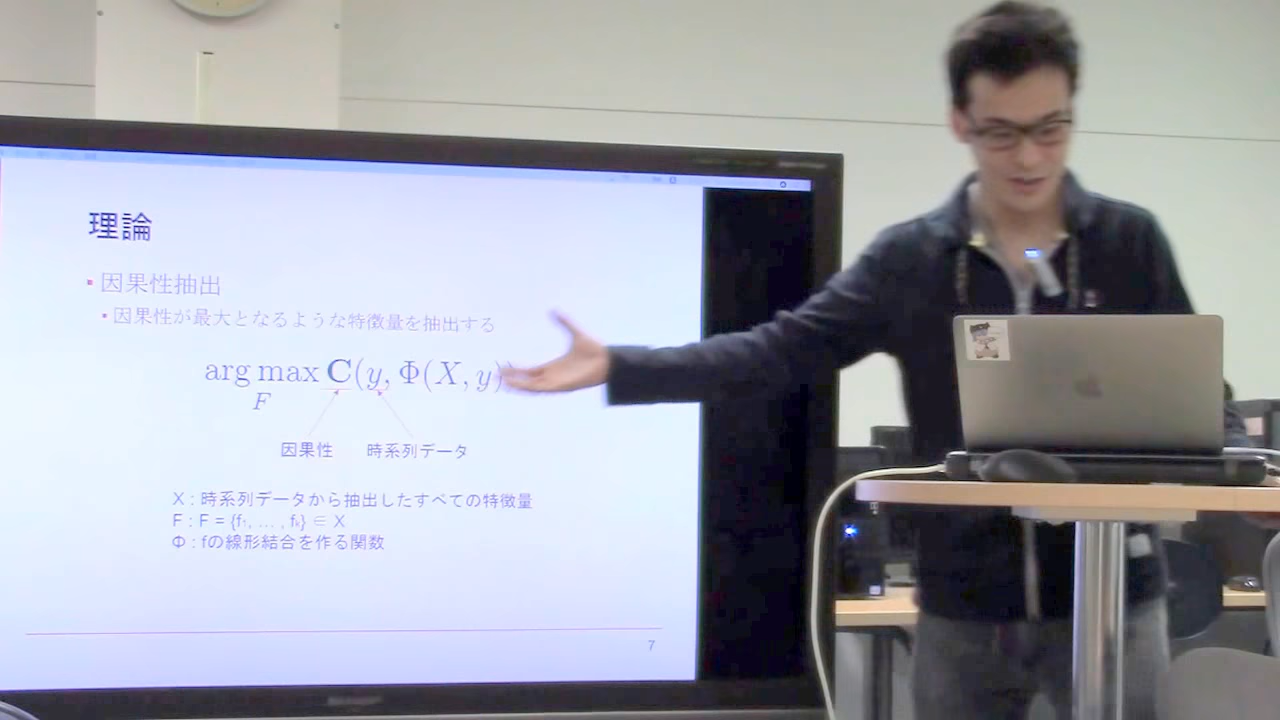 理論
因果性抽出
因果性が最大となるような特徴量を抽出する
arg max C(y, Φ(X, y))
F
因果性 時系列データ
X : 時系列データから抽出したすべての特徴量
F : F = {f₁, … , fₖ} ∈ X
Φ : fの線形結合を作る関数
7